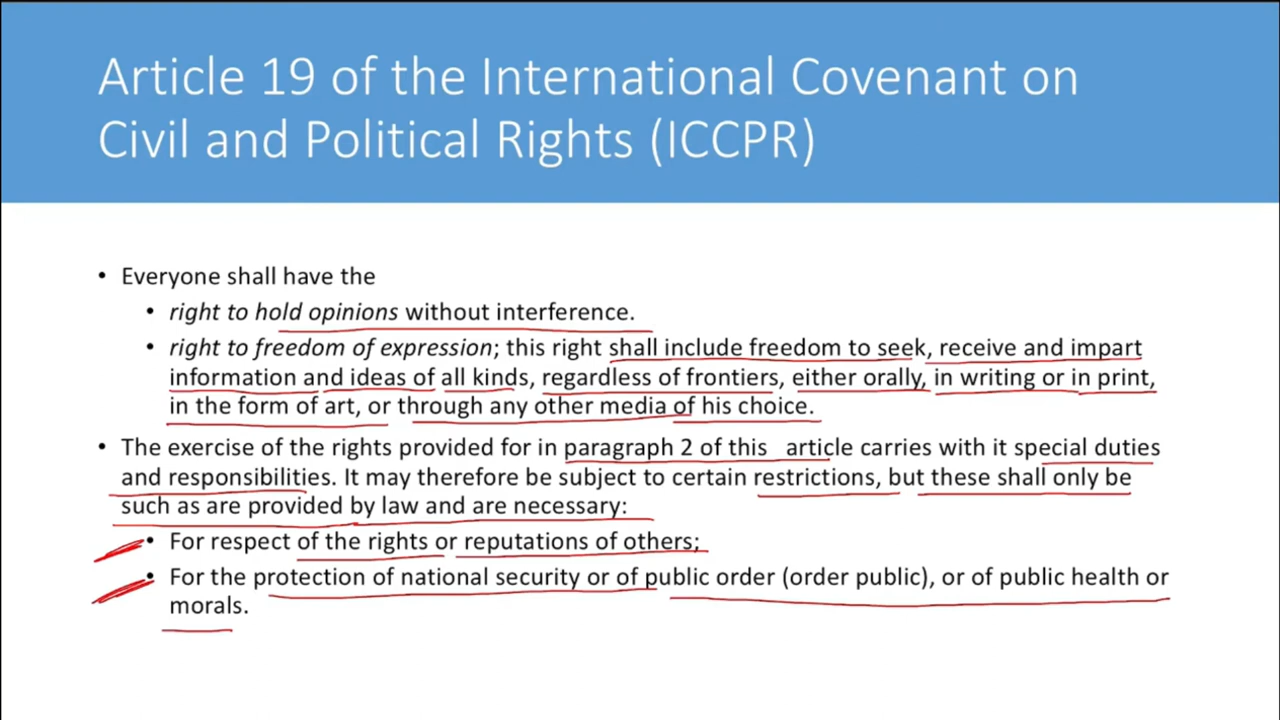 Article 19 of the International Covenant on
Civil and Political Rights (ICCPR)
• Everyone shall have the
• right to hold opinions without interference.
• right to freedom of expression; this right shall include freedom to seek, receive and impart
information and ideas of all kinds, regardless of frontiers, either orally, in writing or in print,
in the form of art, or through any other media of his choice.
• The exercise of the rights provided for in paragraph 2 of this article carries with it special duties
and responsibilities. It may therefore be subject to certain restrictions, but these shall only be
such as are provided by law and are necessary:
• For respect of the rights or reputations of others;
• For the protection of national security or of public order (order public), or of public health or
morals.